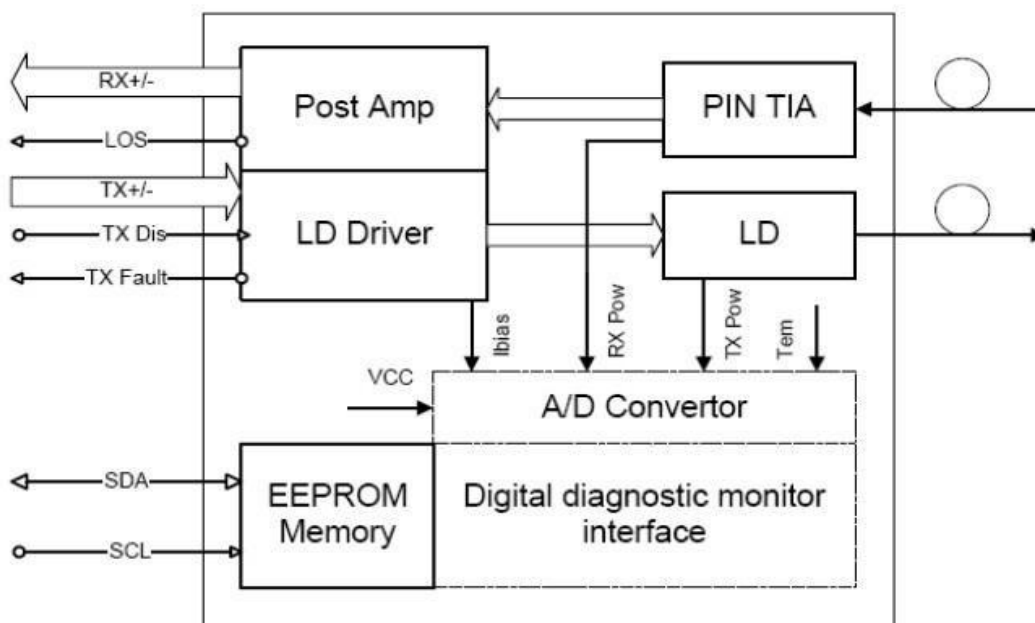 RX+/-
Post Amp
PIN TIA
LOS
TX+/-
TX Dis
LD Driver
LD
TX Fault
Ibias
RX Pow
TX Pow
Tem
VCC
A/D Convertor
SDA
EEPROM
Memory
Digital diagnostic monitor
interface
SCL